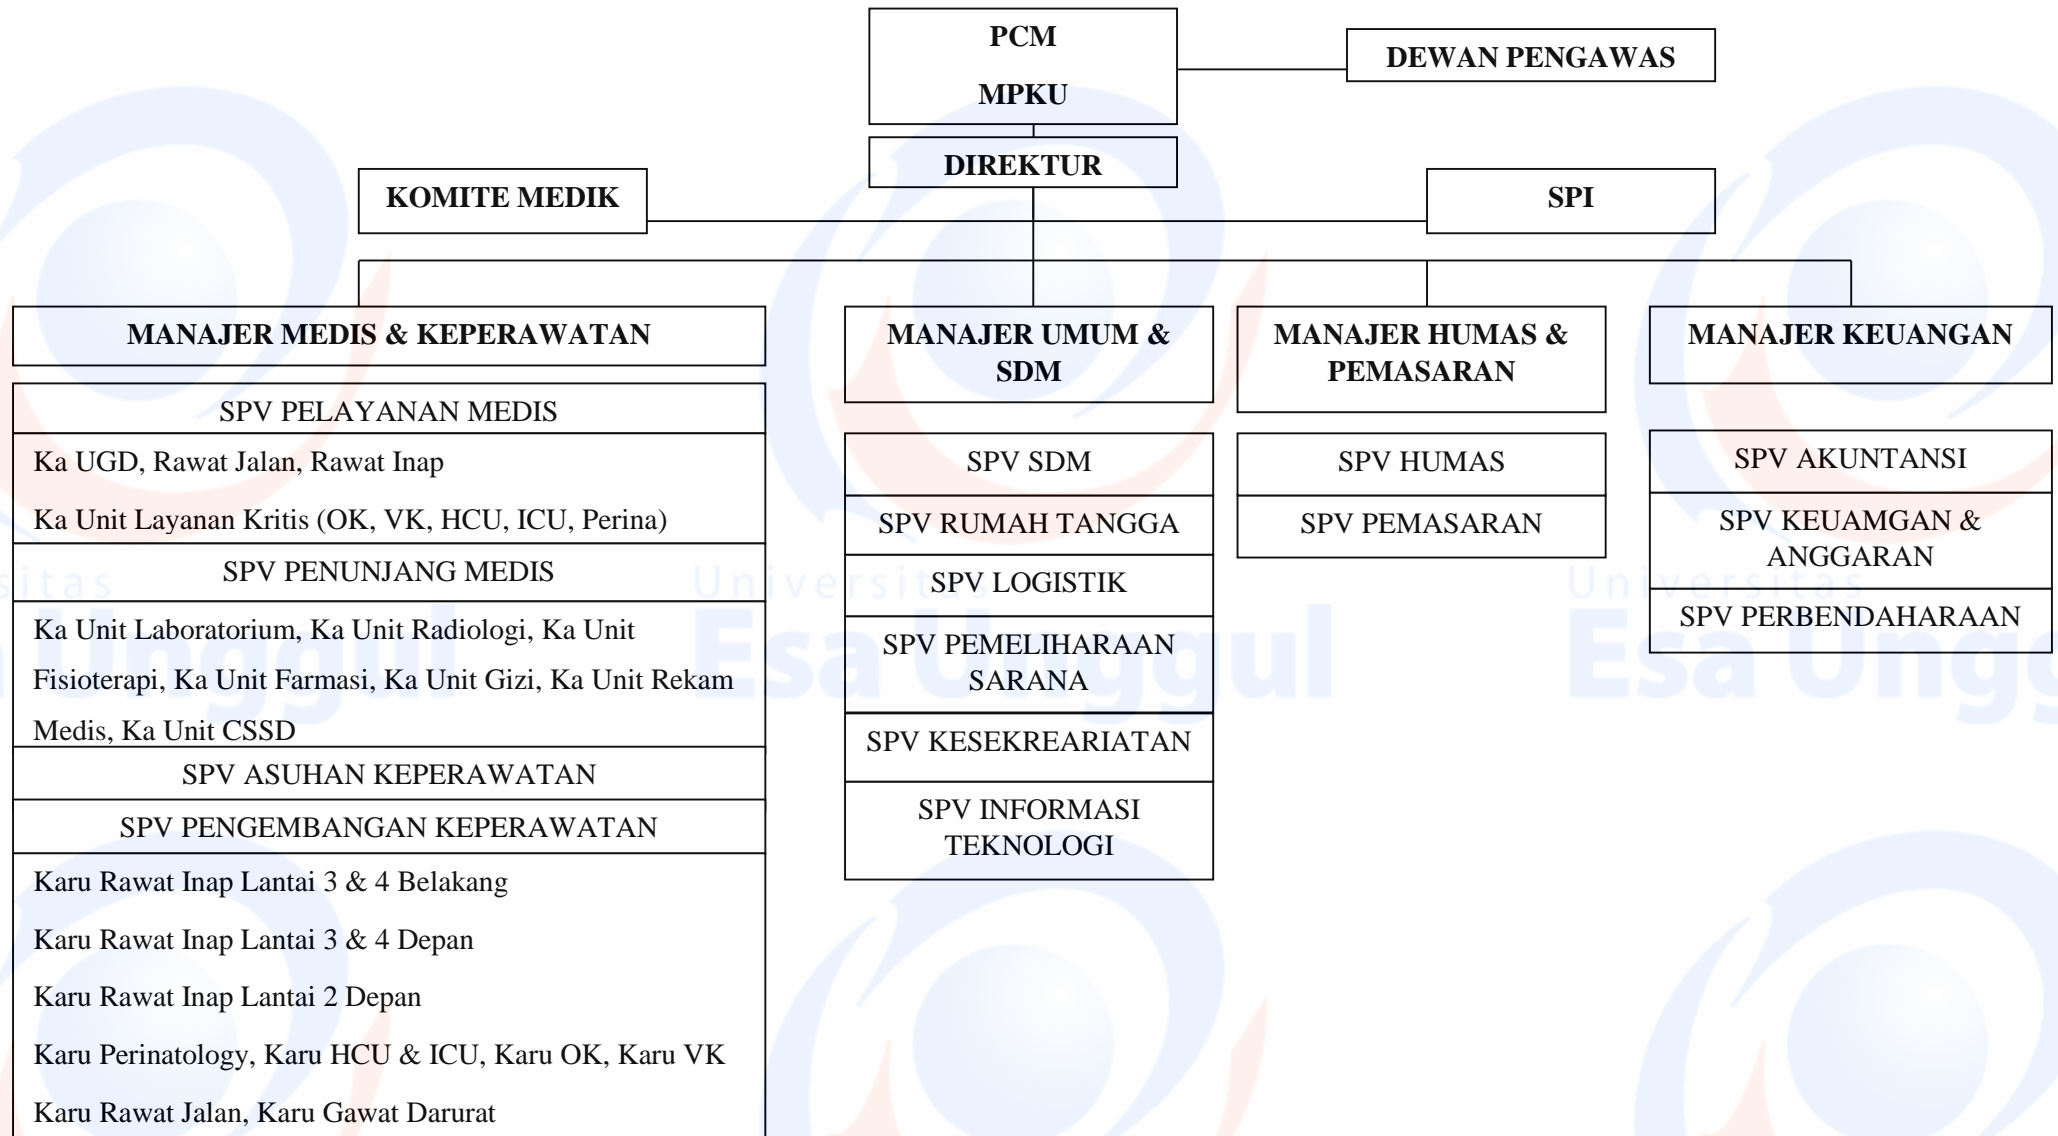 PCM
MPKU
DEWAN PENGAWAS
DIREKTUR
KOMITE MEDIK
SPI
MANAJER MEDIS & KEPERAWATAN
SPV PELAYANAN MEDIS
Ka UGD, Rawat Jalan, Rawat Inap
Ka Unit Layanan Kritis (OK, VK, HCU, ICU, Perina)
SPV PENUNJANG MEDIS
Ka Unit Laboratorium, Ka Unit Radiologi, Ka Unit
Fisioterapi, Ka Unit Farmasi, Ka Unit Gizi, Ka Unit Rekam
Medis, Ka Unit CSSD
SPV ASUHAN KEPERAWATAN
SPV PENGEMBANGAN KEPERAWATAN
Karu Rawat Inap Lantai 3 & 4 Belakang
Karu Rawat Inap Lantai 3 & 4 Depan
Karu Rawat Inap Lantai 2 Depan
Karu Perinatology, Karu HCU & ICU, Karu OK, Karu VK
Karu Rawat Jalan, Karu Gawat Darurat
MANAJER UMUM &
SDM
SPV SDM
SPV RUMAH TANGGA
SPV LOGISTIK
SPV PEMELIHARAAN
SARANA
SPV KESEKREARIATAN
SPV INFORMASI
TEKNOLOGI
MANAJER HUMAS &
PEMASARAN
SPV HUMAS
SPV PEMASARAN
MANAJER KEUANGAN
SPV AKUNTANSI
SPV KEUAMGAN &
ANGGARAN
SPV PERBENDAHARAAN
sitas
a Unggul
Universitas
Esa Unggul
Universitas
Esa Ungg